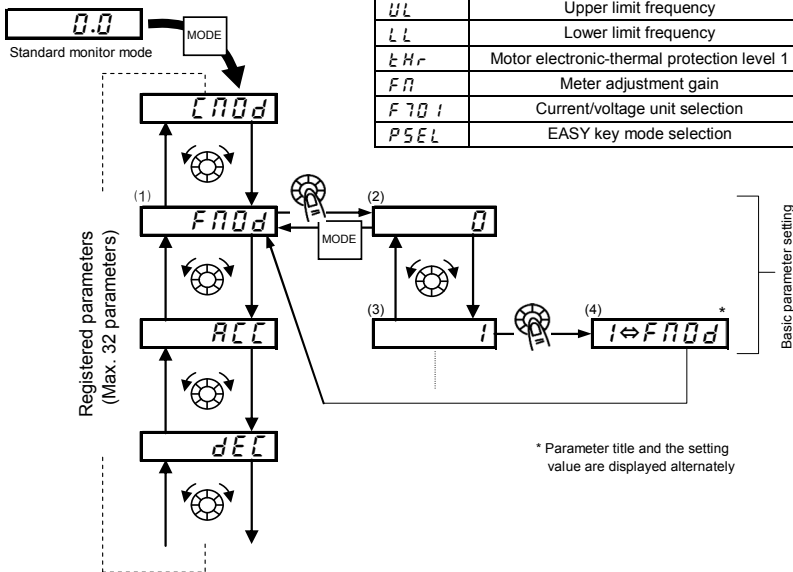 0.0
Standard monitor mode
MODE
UL Upper limit frequency
LL Lower limit frequency
tHr Motor electronic-thermal protection level 1
FM Meter adjustment gain
F701 Current/voltage unit selection
PSEL EASY key mode selection
CMOd
(1)
FMOd
MODE
(2)
0
ACC
(3)
1
(4)
*
1⇔FMOd
dEC
Registered parameters
(Max. 32 parameters)
Basic parameter setting
* Parameter title and the setting
value are displayed alternately